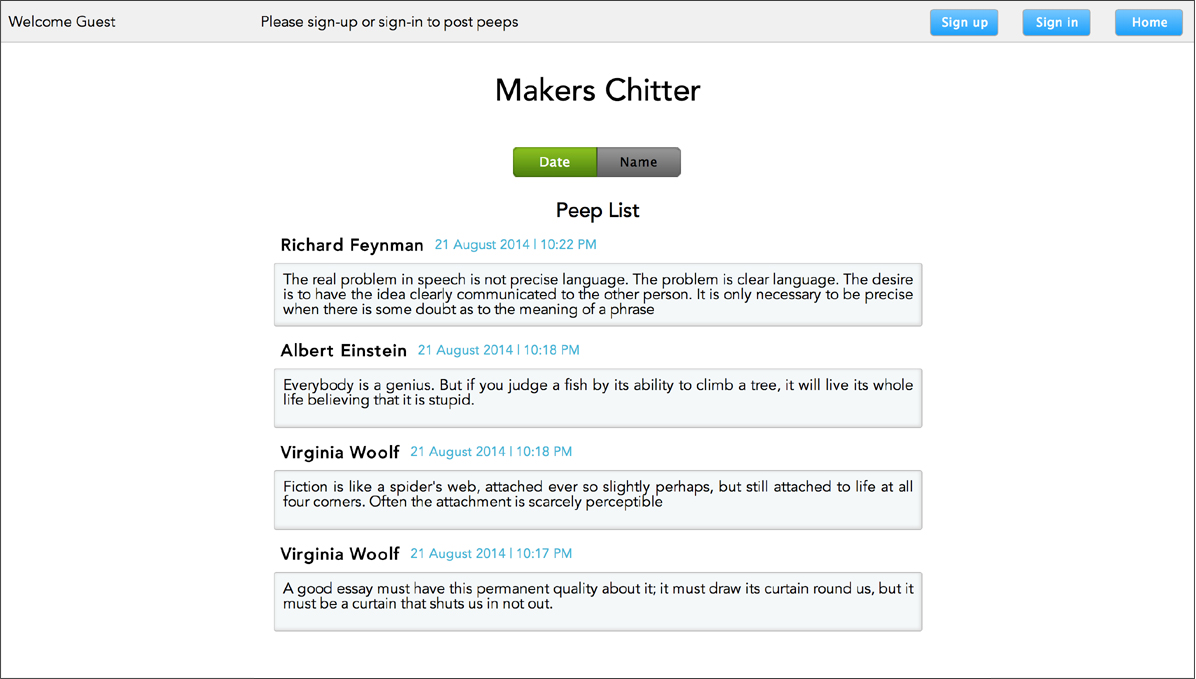 Welcome Guest Please sign-up or sign-in to post peeps Sign up Sign in Home
Makers Chitter
Date Name
Peep List
Richard Feynman 21 August 2014 | 10:22 PM
The real problem in speech is not precise language. The problem is clear language. The desire
is to have the idea clearly communicated to the other person. It is only necessary to be precise
when there is some doubt as to the meaning of a phrase
Albert Einstein 21 August 2014 | 10:18 PM
Everybody is a genius. But if you judge a fish by its ability to climb a tree, it will live its whole
life believing that it is stupid.
Virginia Woolf 21 August 2014 | 10:18 PM
Fiction is like a spider's web, attached ever so slightly perhaps, but still attached to life at all
four corners. Often the attachment is scarcely perceptible
Virginia Woolf 21 August 2014 | 10:17 PM
A good essay must have this permanent quality about it; it must draw its curtain round us, but it
must be a curtain that shuts us in not out.